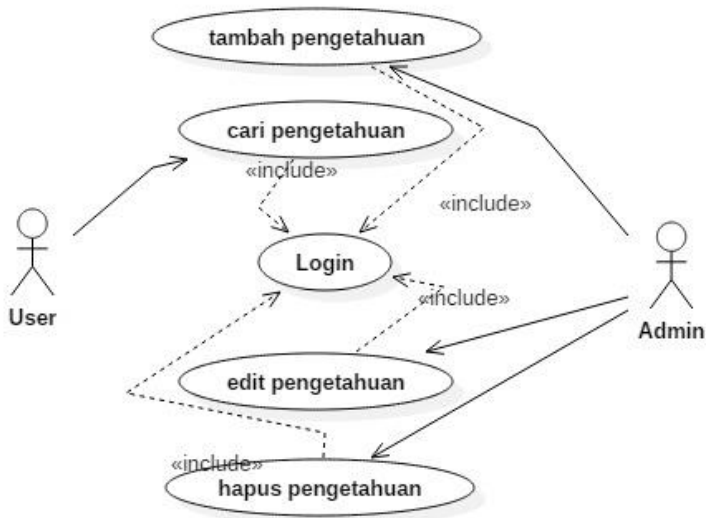 tambah pengetahuan
cari pengetahuan
«include»
«include»
Login
«include»
User
Admin
edit pengetahuan
«include»
hapus pengetahuan